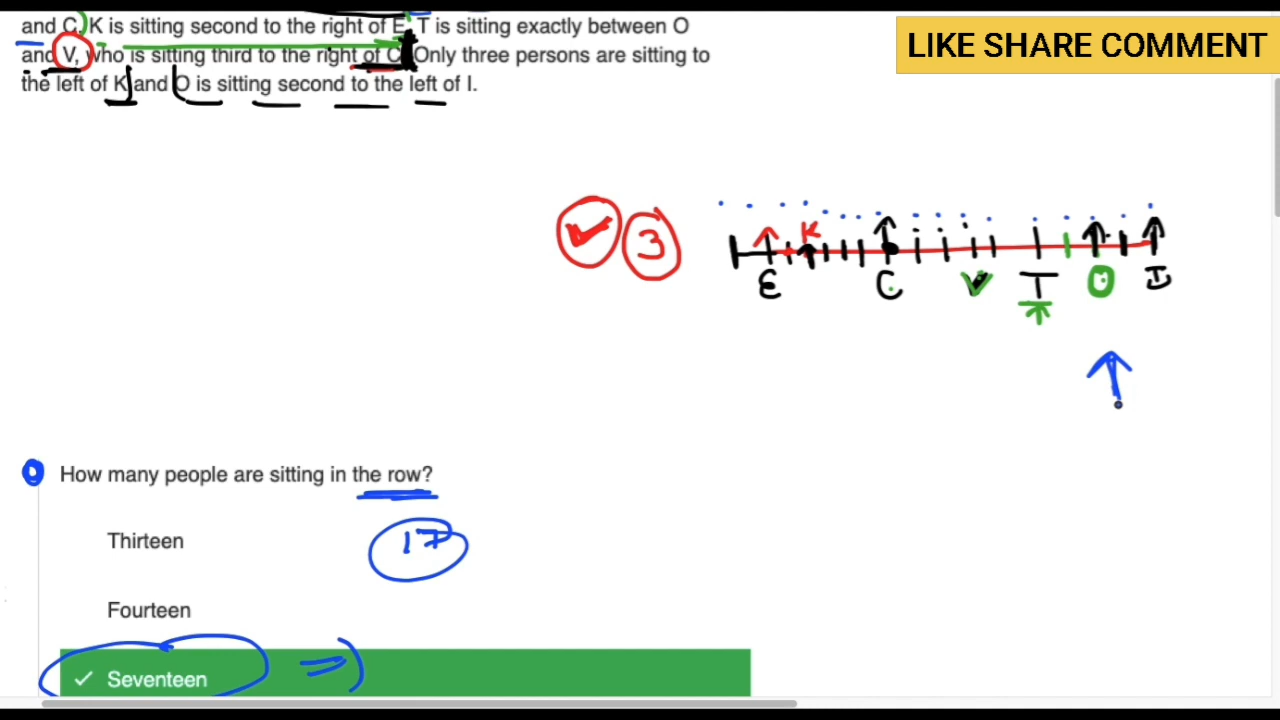 and C. K is sitting second to the right of E. T is sitting exactly between O
and V, who is sitting third to the right of C. Only three persons are sitting to
the left of K and O is sitting second to the left of I.
LIKE SHARE COMMENT
3
K
E C V T O I
How many people are sitting in the row?
Thirteen
17
Fourteen
Seventeen